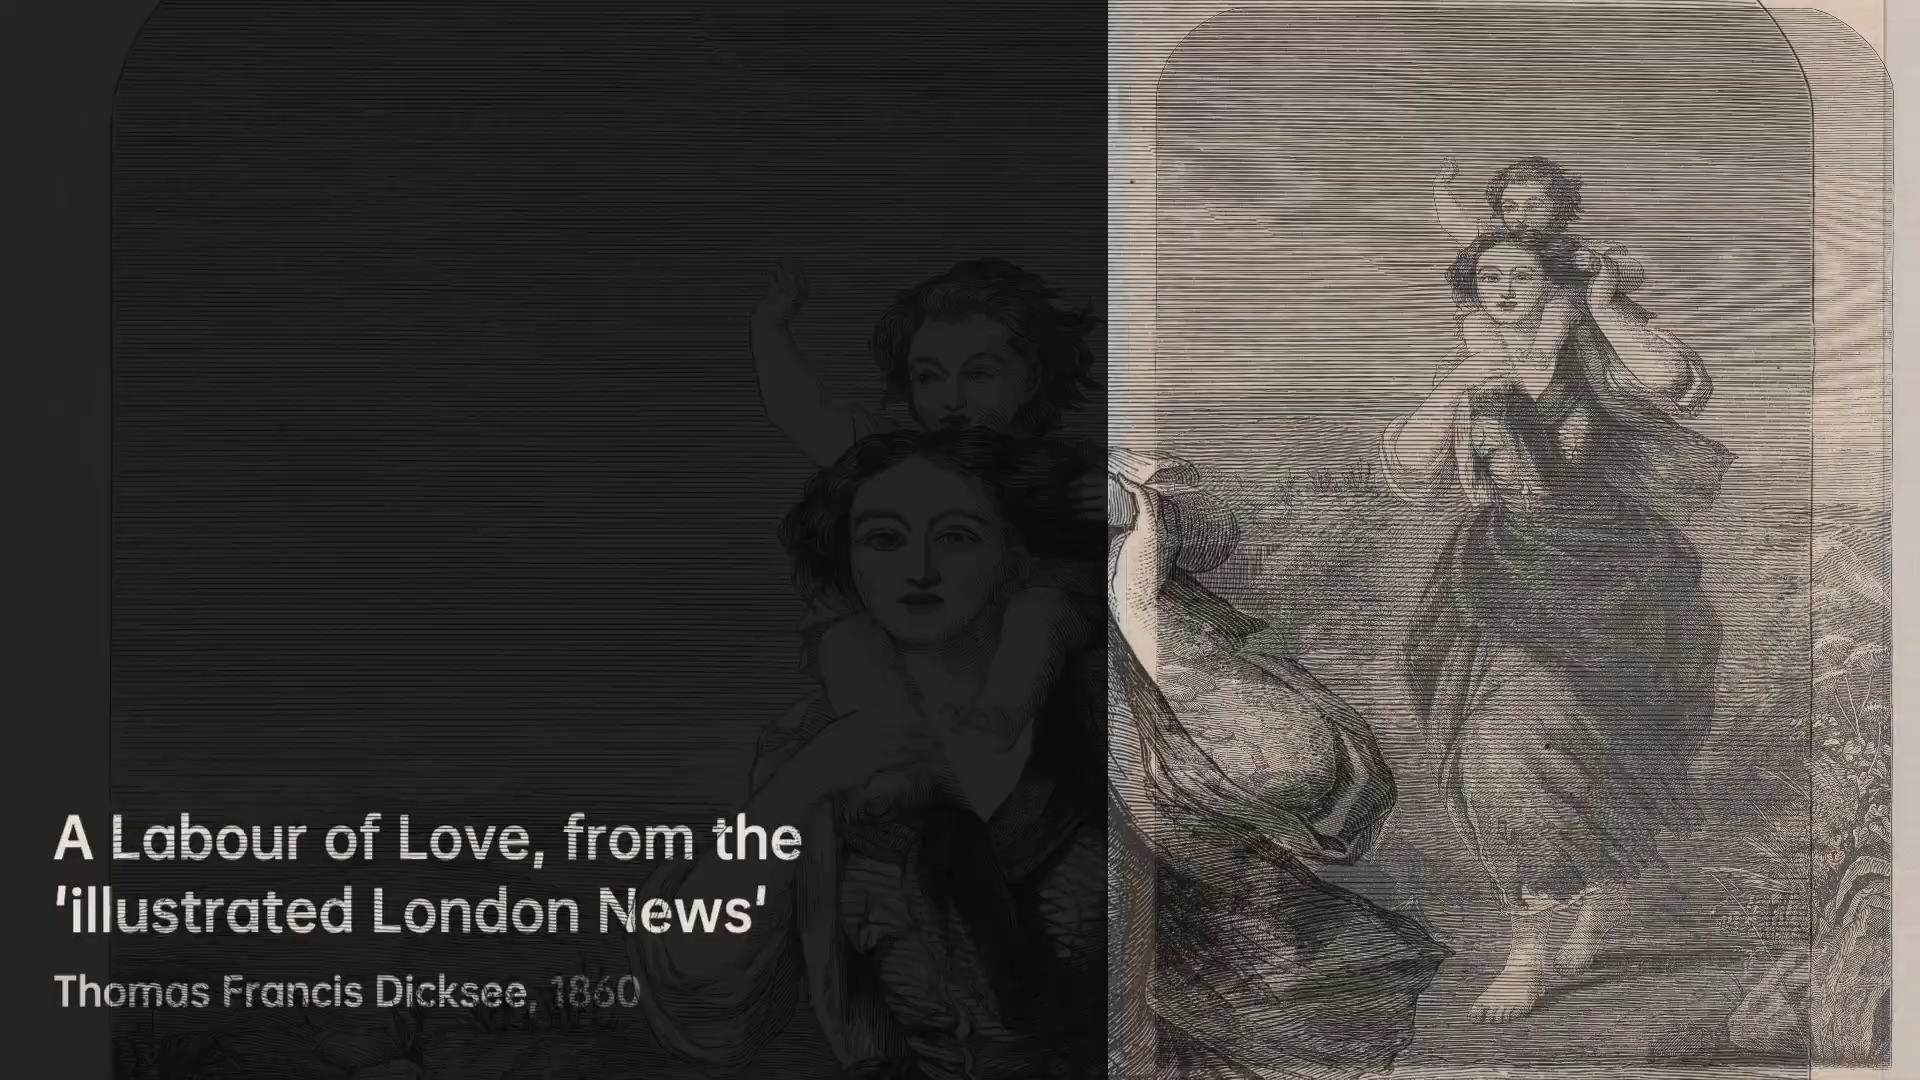 A Labour of Love, from the
'illustrated London News'
Thomas Francis Dicksee, 1860